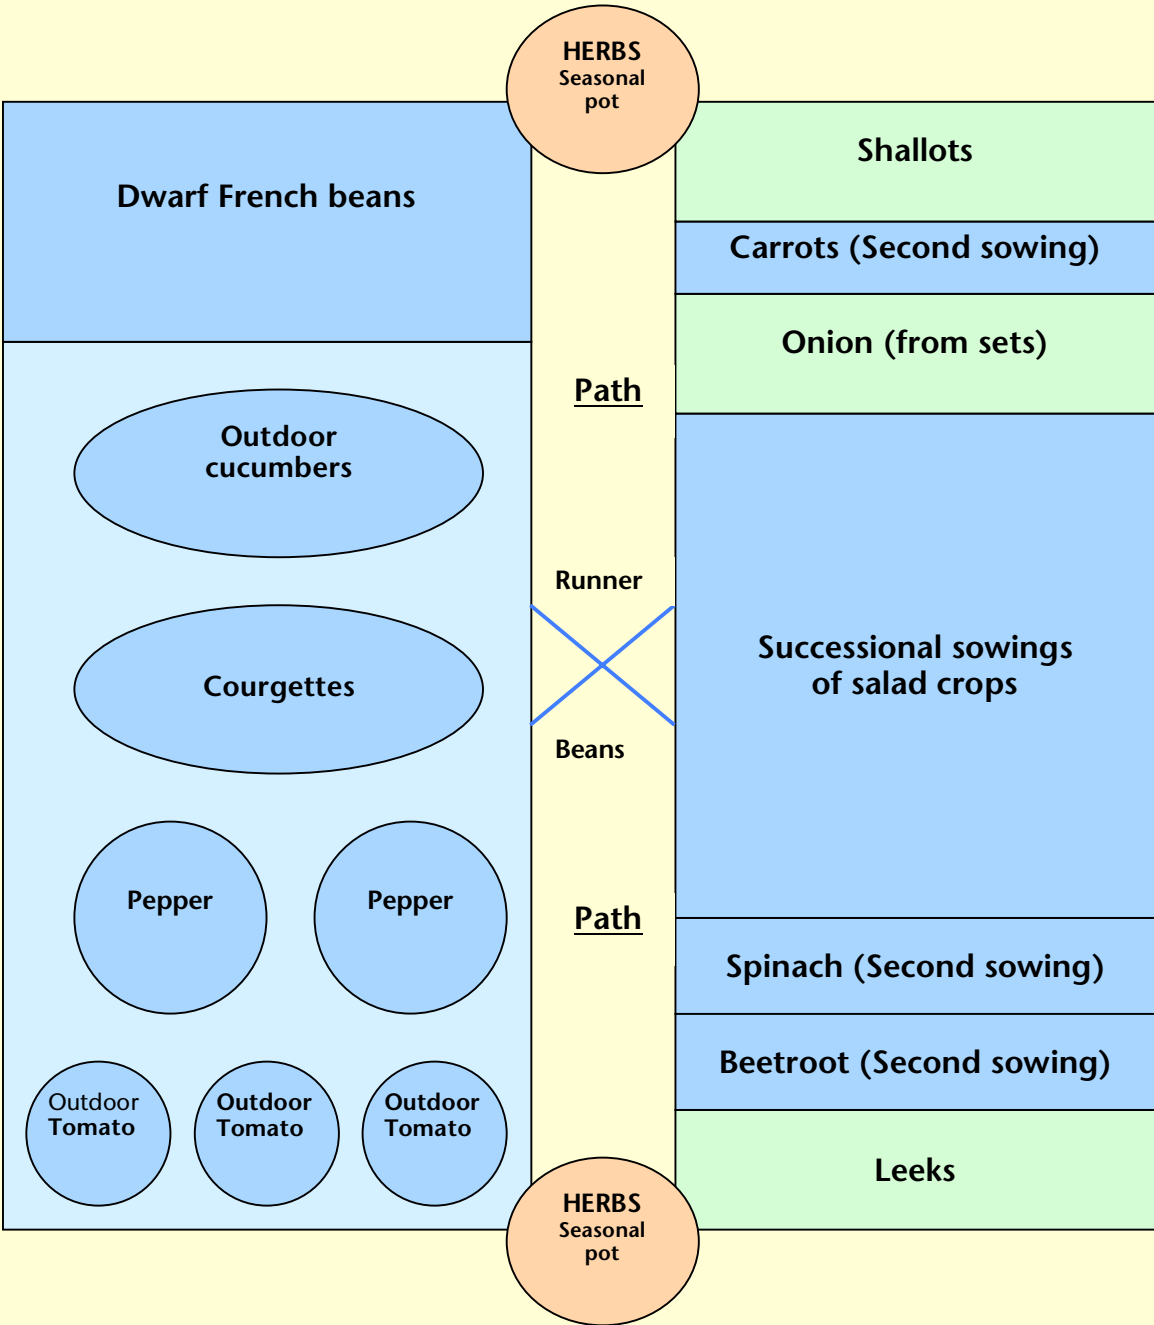 HERBS
Seasonal
pot
Dwarf French beans
Outdoor
cucumbers
Courgettes
Pepper
Pepper
Outdoor
Tomato
Outdoor
Tomato
Outdoor
Tomato
Path
Runner
Beans
Path
HERBS
Seasonal
pot
Shallots
Carrots (Second sowing)
Onion (from sets)
Successional sowings
of salad crops
Spinach (Second sowing)
Beetroot (Second sowing)
Leeks